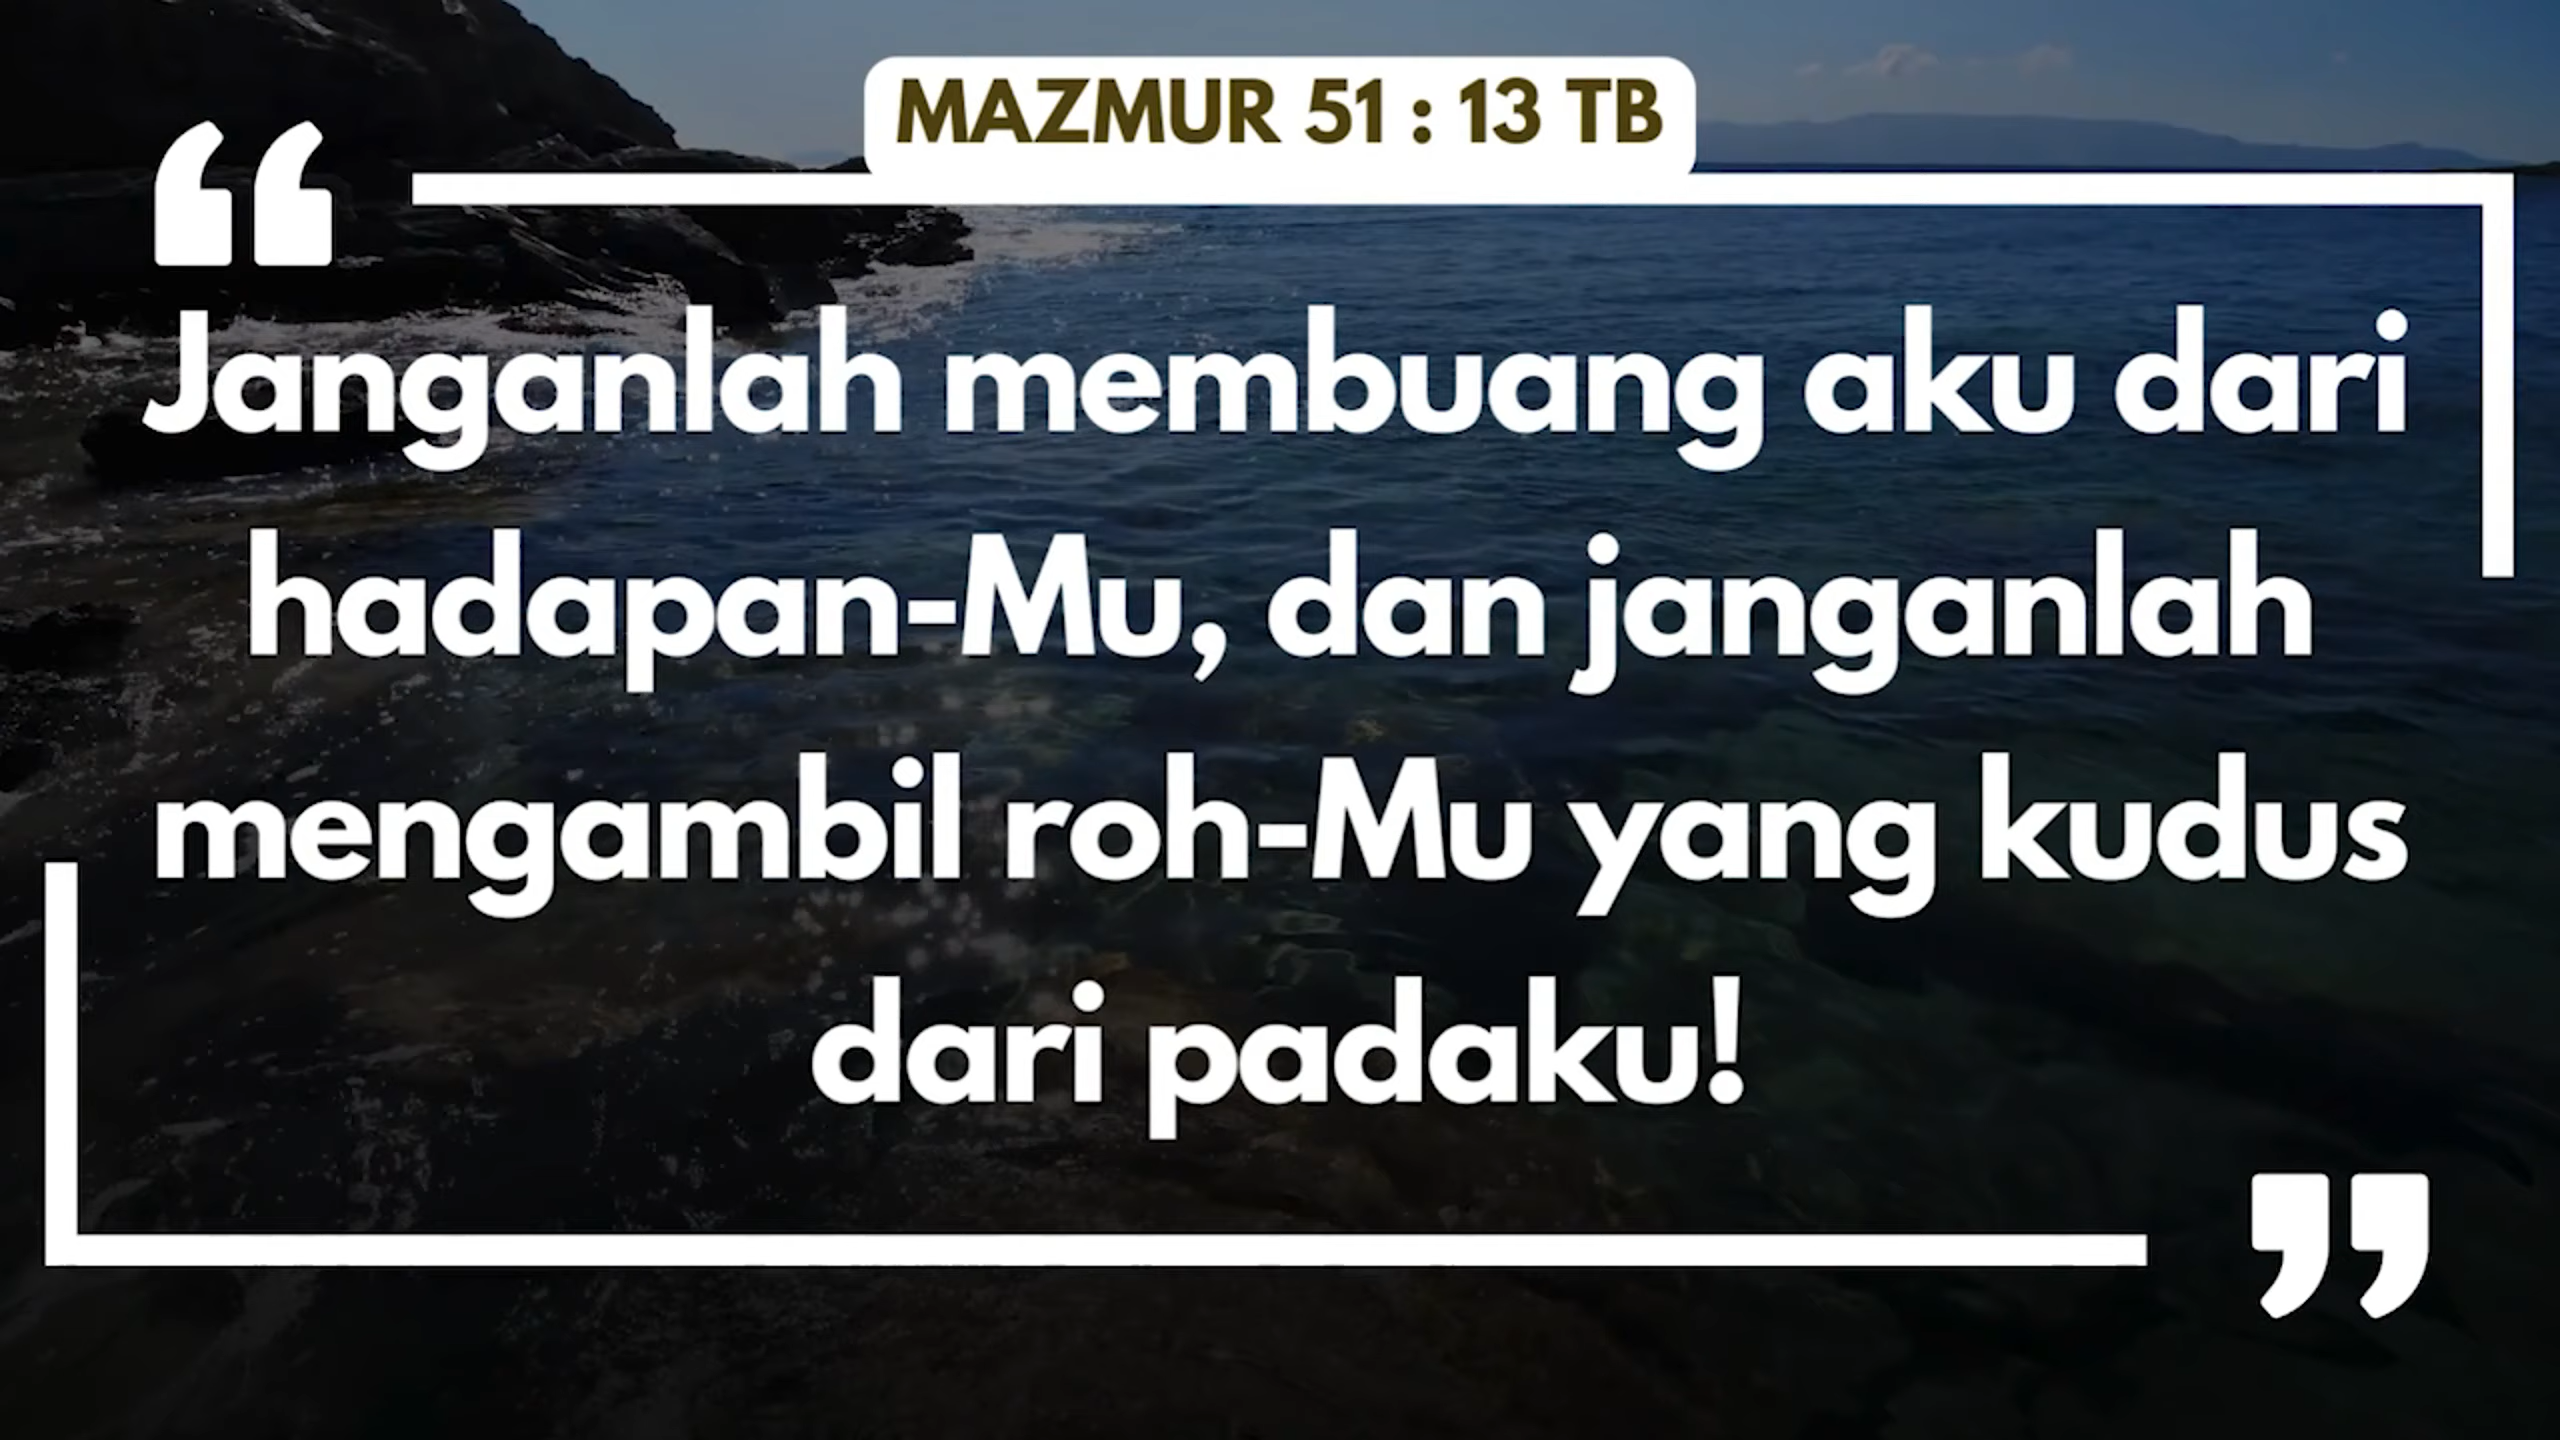 MAZMUR 51 : 13 TB
“
Janganlah membuang aku dari
hadapan-Mu, dan janganlah
mengambil roh-Mu yang kudus
dari padaku!
”